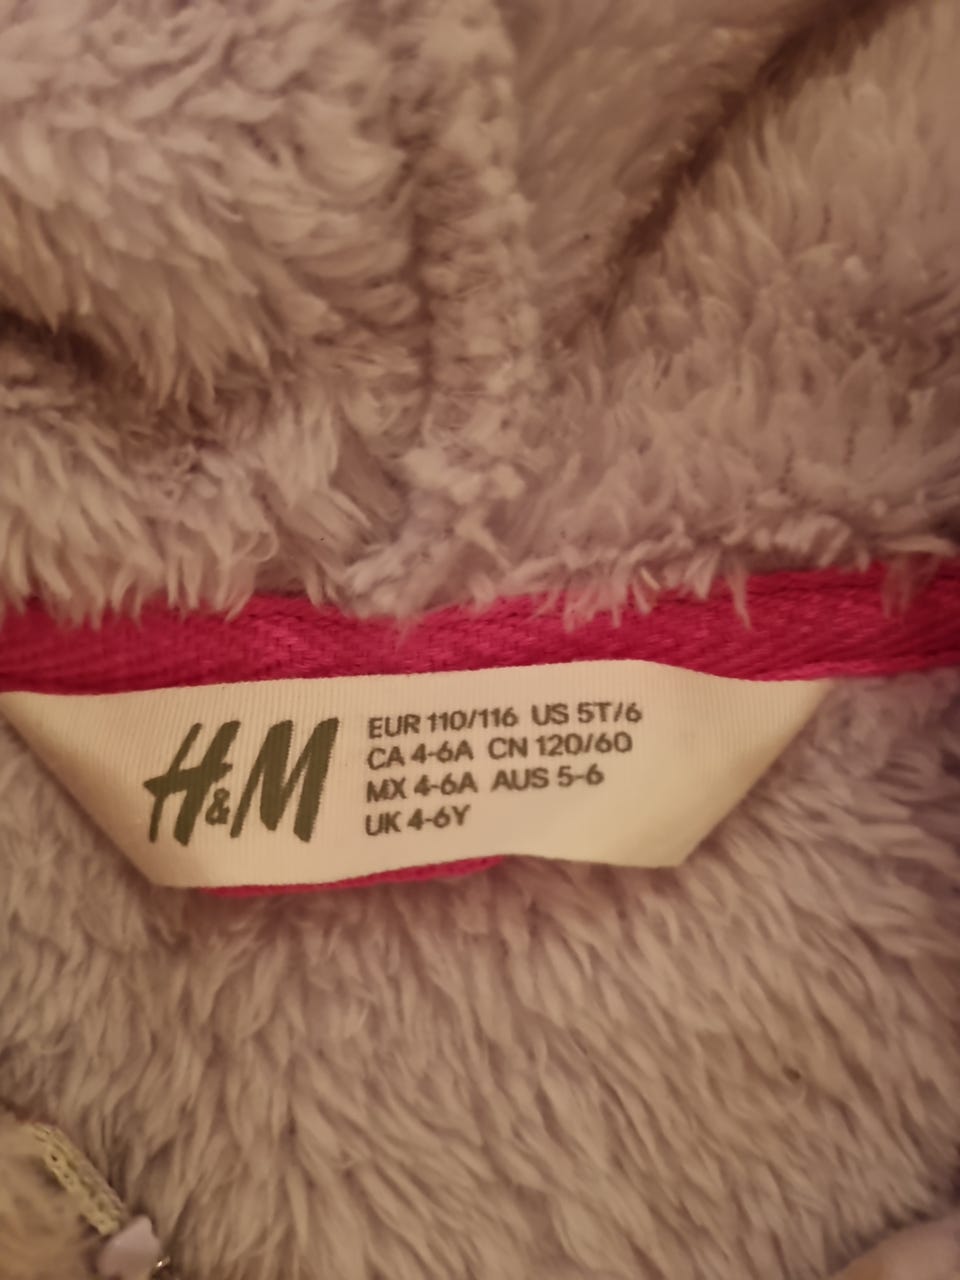 H&M
EUR 110/116 US 5T/6
CA 4-6A CN 120/60
MX 4-6A AUS 5-6
UK 4-6Y